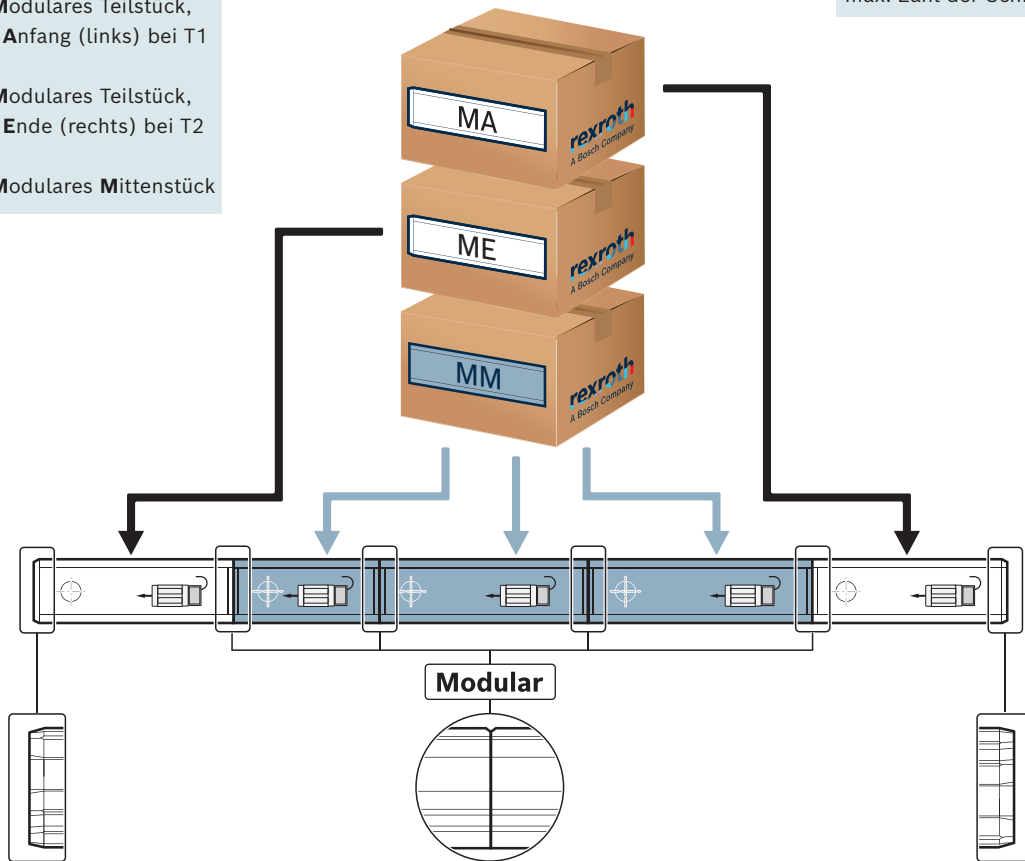 Modulares Teilstück,
Anfang (links) bei T1
Modulares Teilstück,
Ende (rechts) bei T2
Modulares Mittenstück
MA
rexroth
A Bosch Company
ME
rexroth
A Bosch Company
MM
rexroth
A Bosch Company
Modular